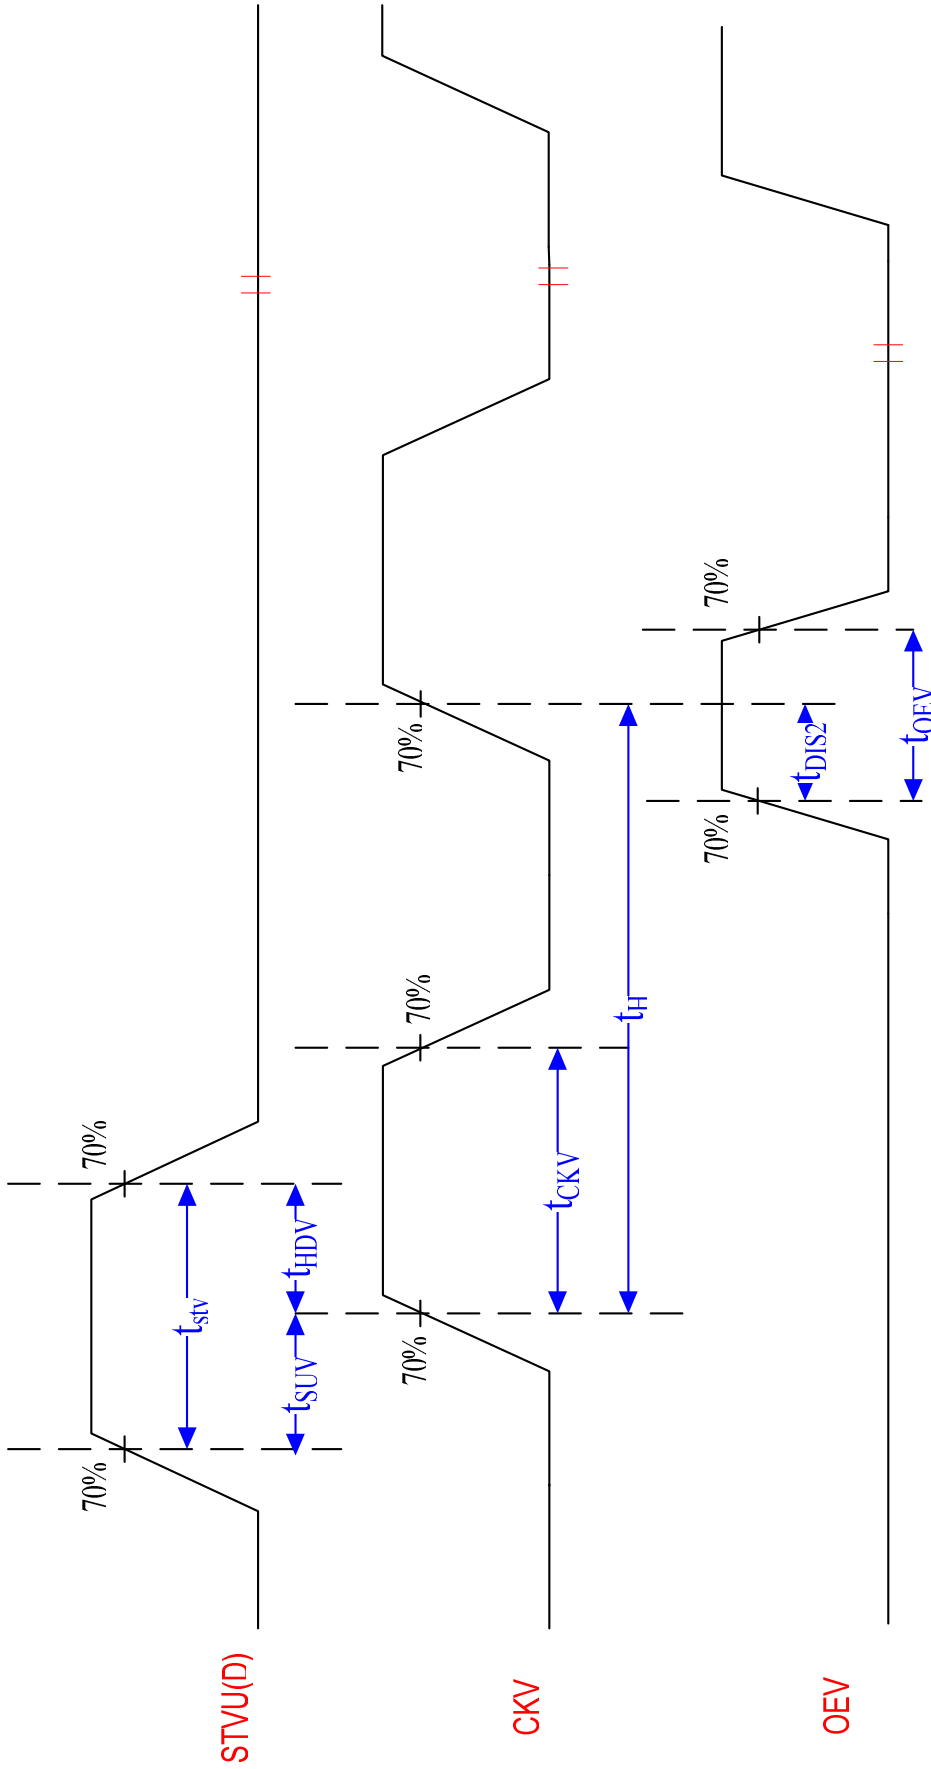 STVU(D)
70%
70%
tstv
tSUV
tHDV
CKV
70%
70%
70%
tCKV
tH
OEV
70%
70%
tDIS2
tOEV